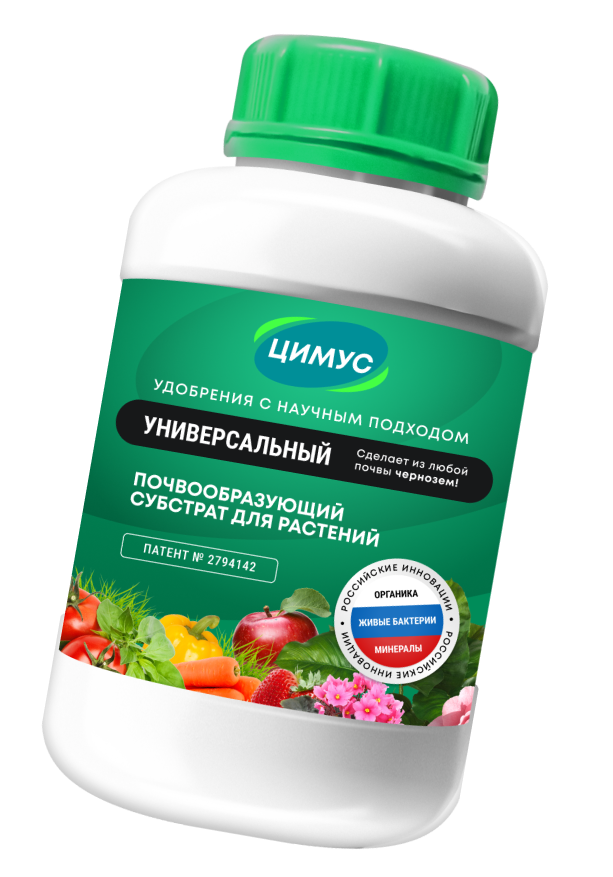 ЦИМУС
УДОБРЕНИЯ С НАУЧНЫМ ПОДХОДОМ
УНИВЕРСАЛЬНЫЙ
Сделает из любой
почвы чернозем!
ПОЧВООБРАЗУЮЩИЙ
СУБСТРАТ ДЛЯ РАСТЕНИЙ
ПАТЕНТ № 2794142
• РОССИЙСКИЕ ИННОВАЦИИ •
ОРГАНИКА
ЖИВЫЕ БАКТЕРИИ
МИНЕРАЛЫ
РОССИЙСКИЕ ИННОВАЦИИ